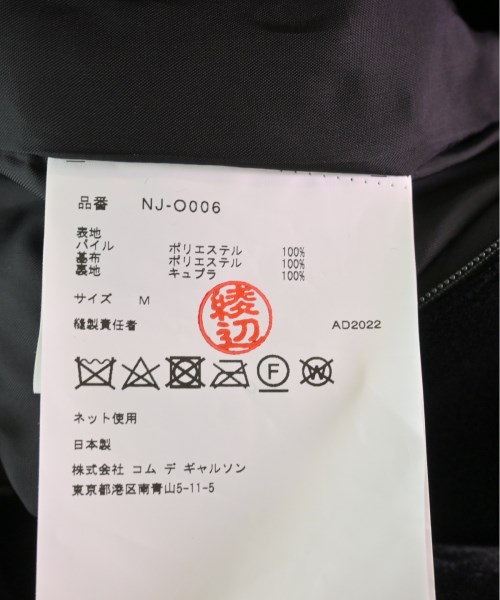 品番 NJ-O006
表地
パイル ポリエステル 100%
基布 ポリエステル 100%
裏地 キュプラ 100%
サイズ M
縫製責任者 綾辺 AD2022
F W
ネット使用
日本製
株式会社 コム デ ギャルソン
東京都港区南青山5-11-5